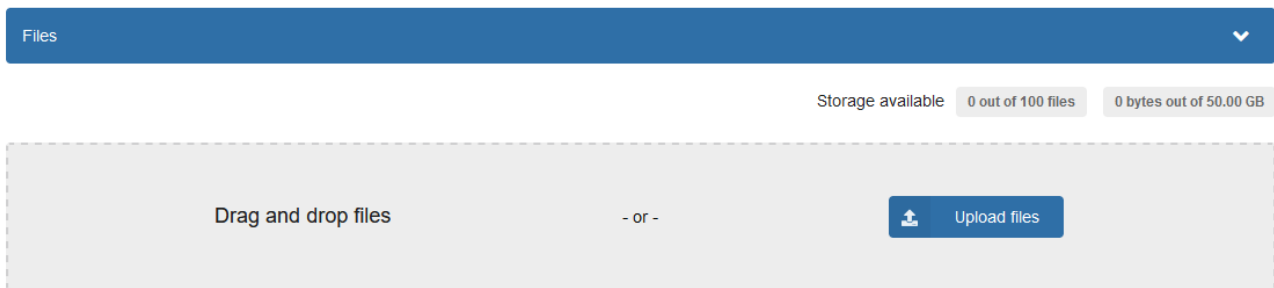 Files
Storage available 0 out of 100 files 0 bytes out of 50.00 GB
Drag and drop files - or - Upload files